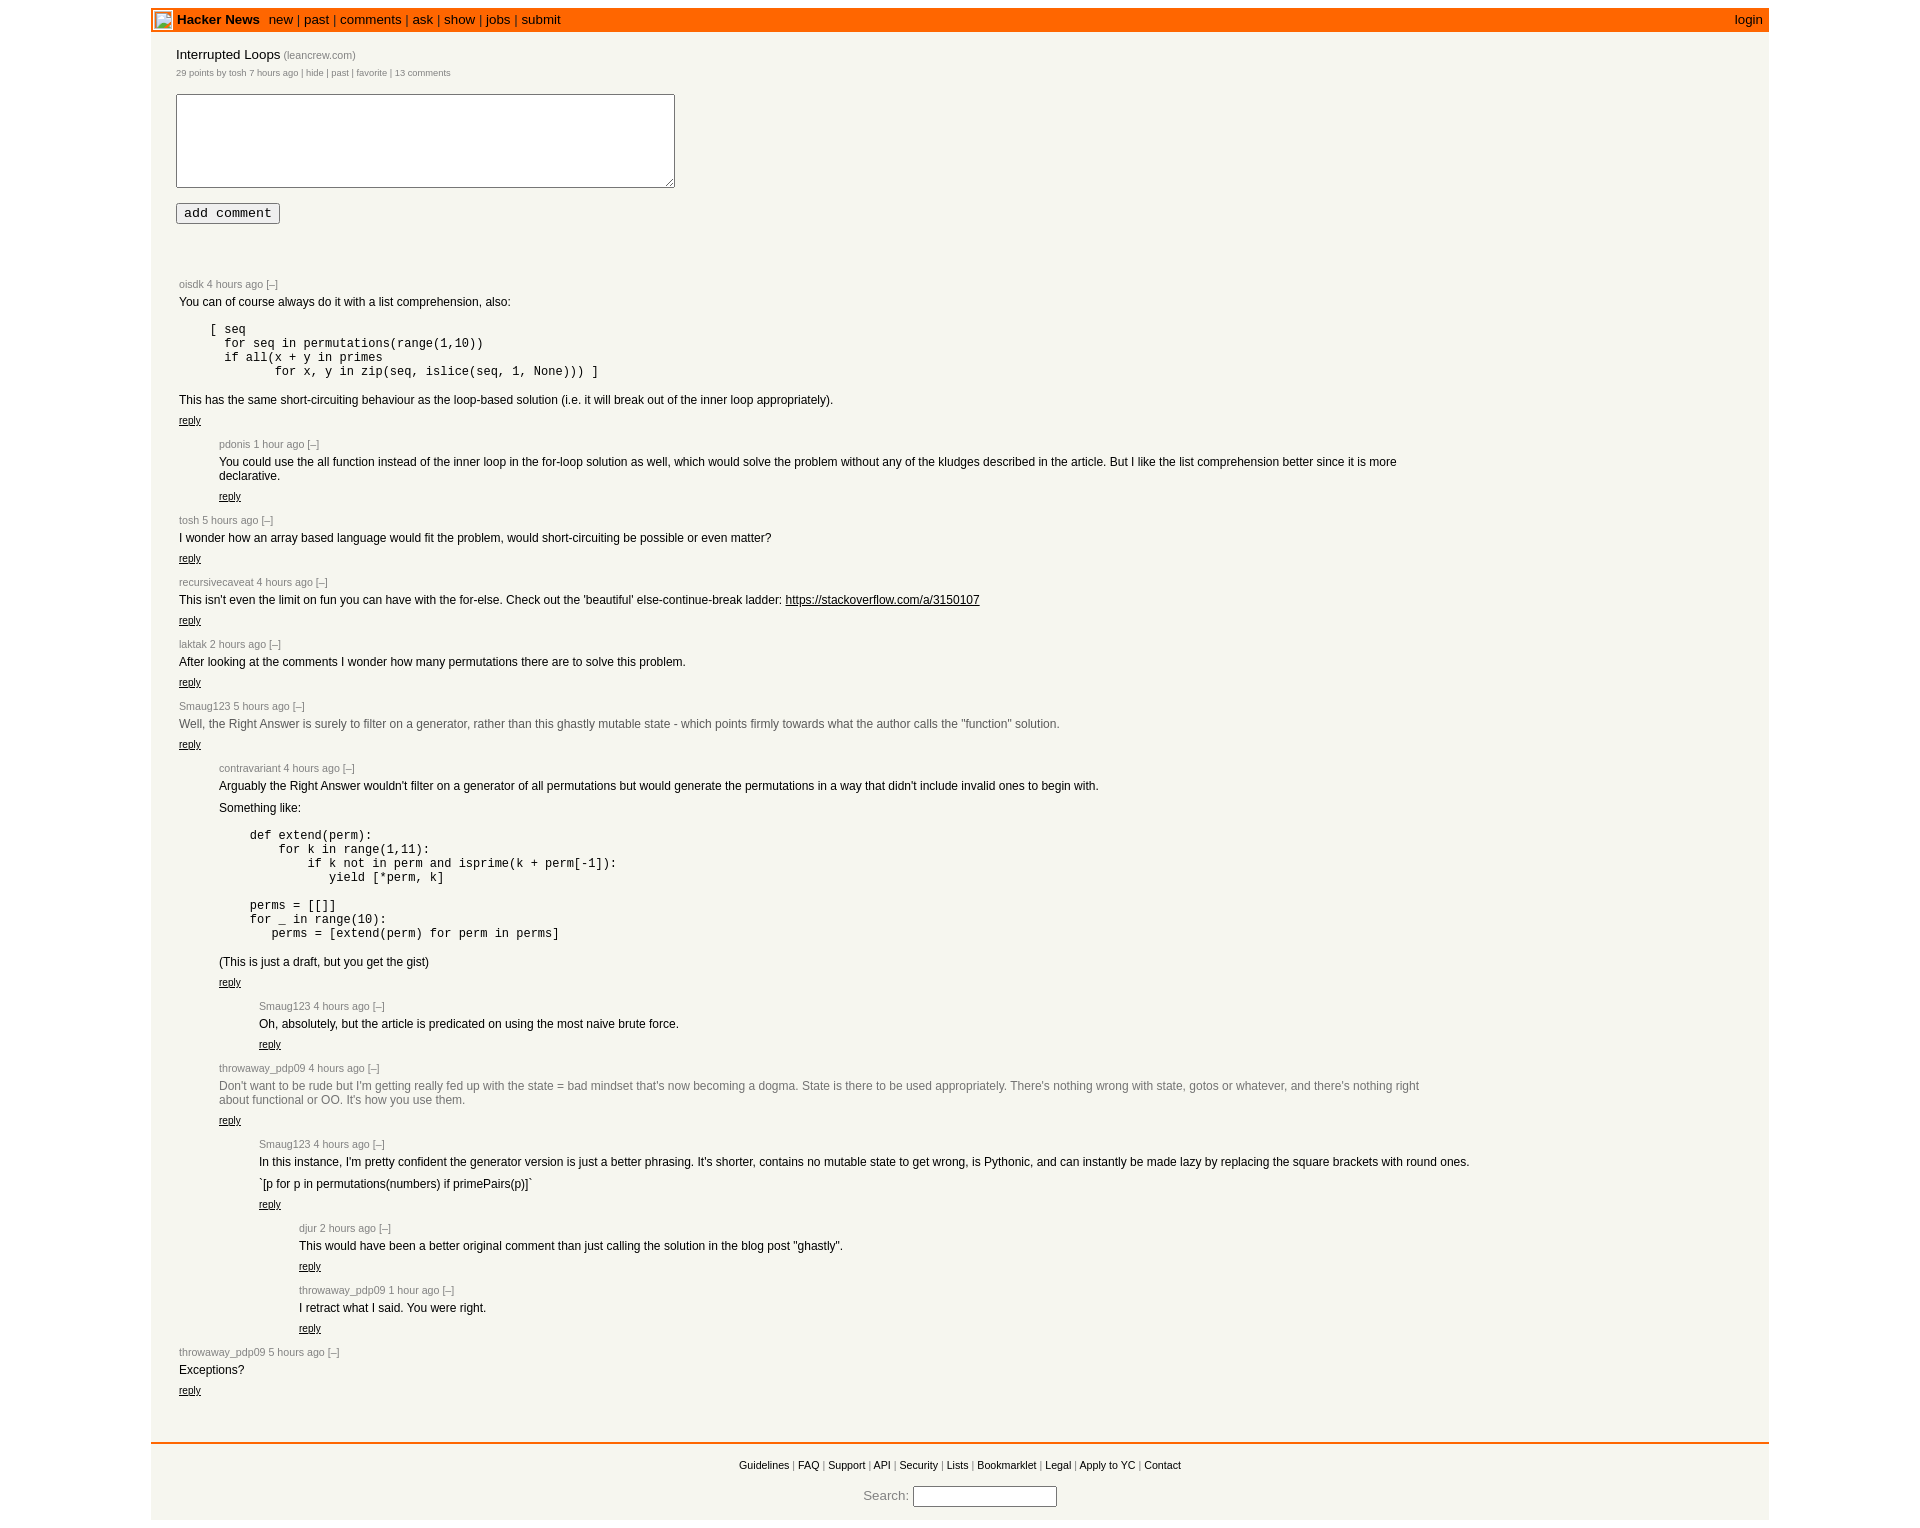 Hacker News new | past | comments | ask | show | jobs | submit login
Interrupted Loops (leancrew.com)
29 points by tosh 7 hours ago | hide | past | favorite | 13 comments
add comment
oisdk 4 hours ago [–]
You can of course always do it with a list comprehension, also:
[ seq
  for seq in permutations(range(1,10))
  if all(x + y in primes
         for x, y in zip(seq, islice(seq, 1, None))) ]
This has the same short-circuiting behaviour as the loop-based solution (i.e. it will break out of the inner loop appropriately).
reply
pdonis 1 hour ago [–]
You could use the all function instead of the inner loop in the for-loop solution as well, which would solve the problem without any of the kludges described in the article. But I like the list comprehension better since it is more
declarative.
reply
tosh 5 hours ago [–]
I wonder how an array based language would fit the problem, would short-circuiting be possible or even matter?
reply
recursivecaveat 4 hours ago [–]
This isn't even the limit on fun you can have with the for-else. Check out the 'beautiful' else-continue-break ladder: https://stackoverflow.com/a/3150107
reply
laktak 2 hours ago [–]
After looking at the comments I wonder how many permutations there are to solve this problem.
reply
Smaug123 5 hours ago [–]
Well, the Right Answer is surely to filter on a generator, rather than this ghastly mutable state - which points firmly towards what the author calls the "function" solution.
reply
contravariant 4 hours ago [–]
Arguably the Right Answer wouldn't filter on a generator of all permutations but would generate the permutations in a way that didn't include invalid ones to begin with.
Something like:
def extend(perm):
    for k in range(1,11):
        if k not in perm and isprime(k + perm[-1]):
           yield [*perm, k]
perms = [[]]
for _ in range(10):
   perms = [extend(perm) for perm in perms]
(This is just a draft, but you get the gist)
reply
Smaug123 4 hours ago [–]
Oh, absolutely, but the article is predicated on using the most naive brute force.
reply
throwaway_pdp09 4 hours ago [–]
Don't want to be rude but I'm getting really fed up with the state = bad mindset that's now becoming a dogma. State is there to be used appropriately. There's nothing wrong with state, gotos or whatever, and there's nothing right
about functional or OO. It's how you use them.
reply
Smaug123 4 hours ago [–]
In this instance, I'm pretty confident the generator version is just a better phrasing. It's shorter, contains no mutable state to get wrong, is Pythonic, and can instantly be made lazy by replacing the square brackets with round ones.
`[p for p in permutations(numbers) if primePairs(p)]`
reply
djur 2 hours ago [–]
This would have been a better original comment than just calling the solution in the blog post "ghastly".
reply
throwaway_pdp09 1 hour ago [–]
I retract what I said. You were right.
reply
throwaway_pdp09 5 hours ago [–]
Exceptions?
reply
Guidelines | FAQ | Support | API | Security | Lists | Bookmarklet | Legal | Apply to YC | Contact
Search: